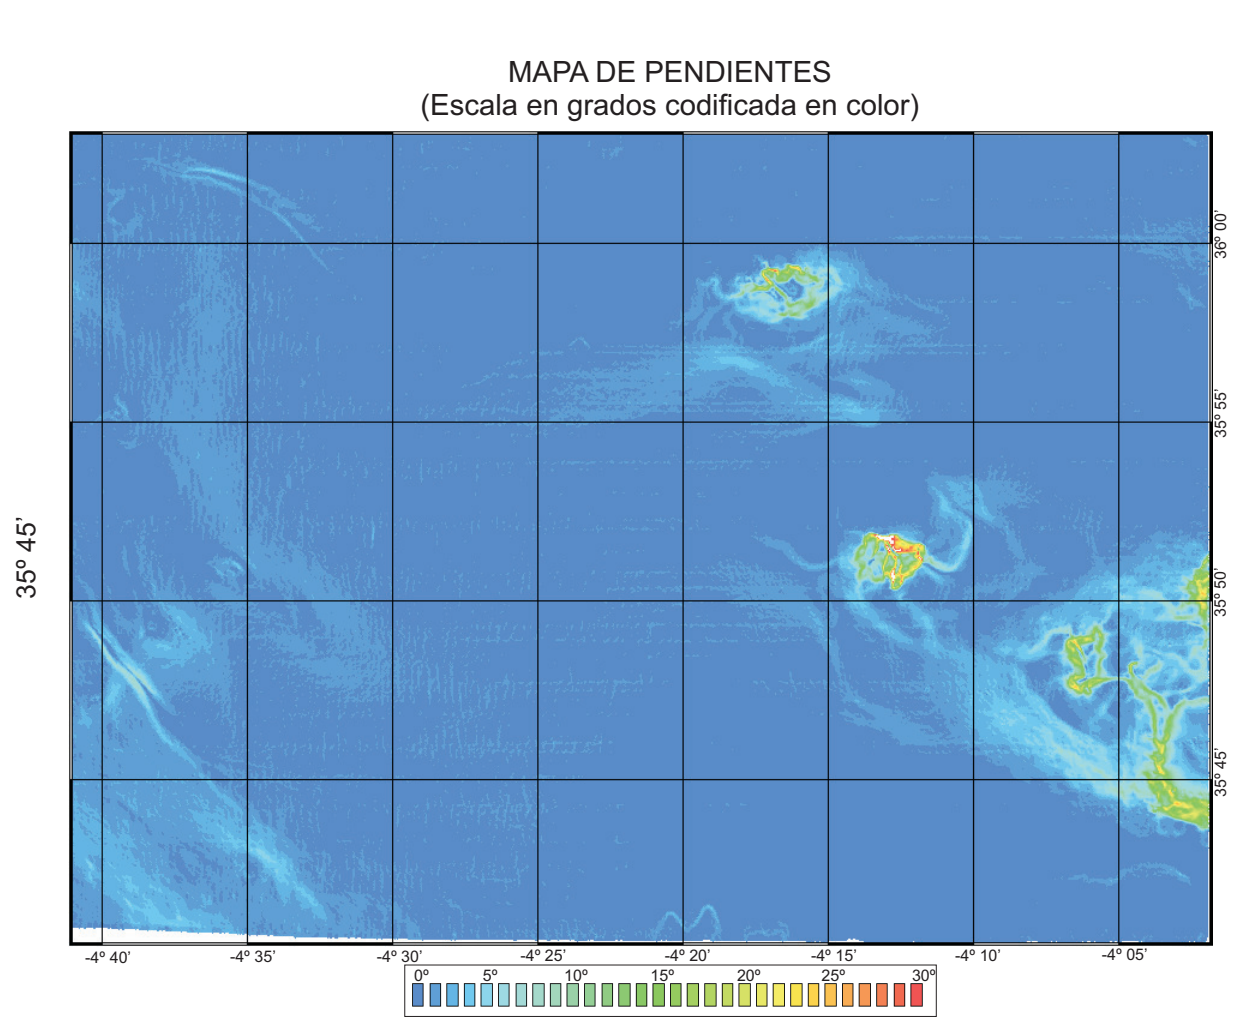 MAPA DE PENDIENTES
(Escala en grados codificada en color)
36º 00’
35º 55’
35º 50’
35º 45’
35º 45’
-4º 40’ -4º 35’ -4º 30’ -4º 25’ -4º 20’ -4º 15’ -4º 10’ -4º 05’
0º 5º 10º 15º 20º 25º 30º